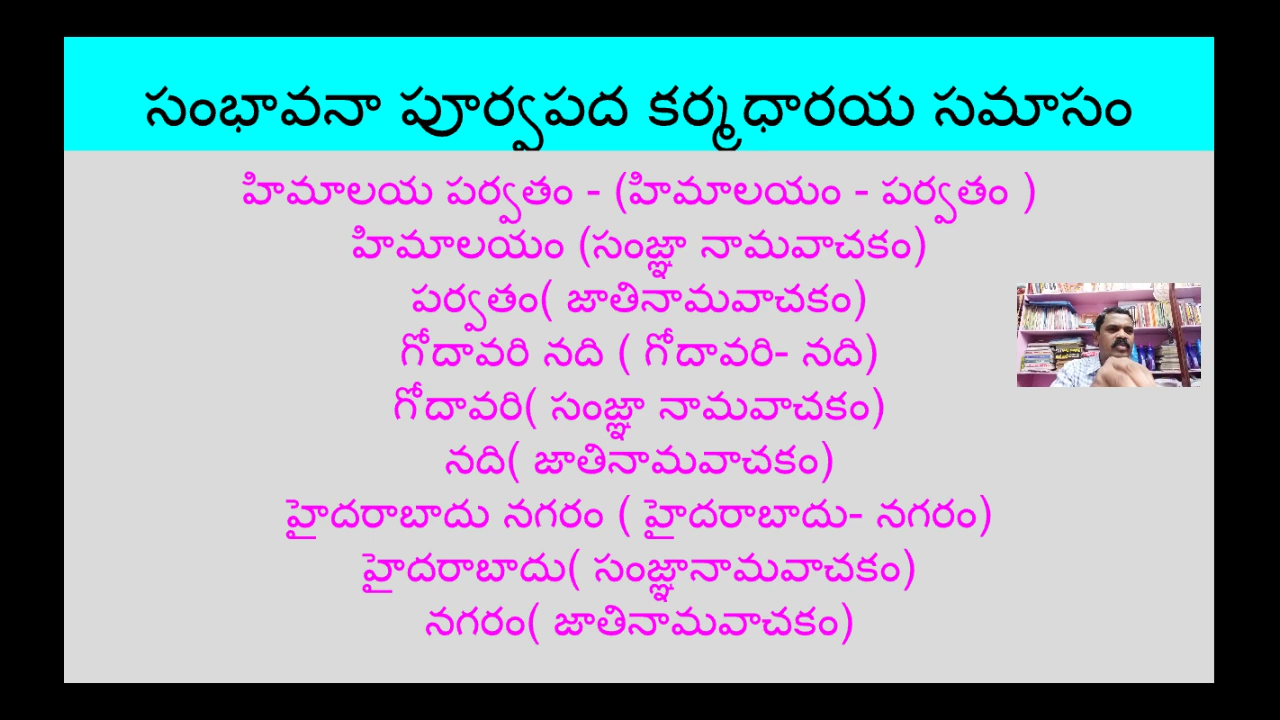 సంభావనా పూర్వపద కర్మధారయ సమాసం
హిమాలయ పర్వతం - (హిమాలయం - పర్వతం )
హిమాలయం (సంజ్ఞా నామవాచకం)
పర్వతం( జాతినామవాచకం)
గోదావరి నది ( గోదావరి- నది)
గోదావరి( సంజ్ఞా నామవాచకం)
నది( జాతినామవాచకం)
హైదరాబాదు నగరం ( హైదరాబాదు- నగరం)
హైదరాబాదు( సంజ్ఞానామవాచకం)
నగరం( జాతినామవాచకం)